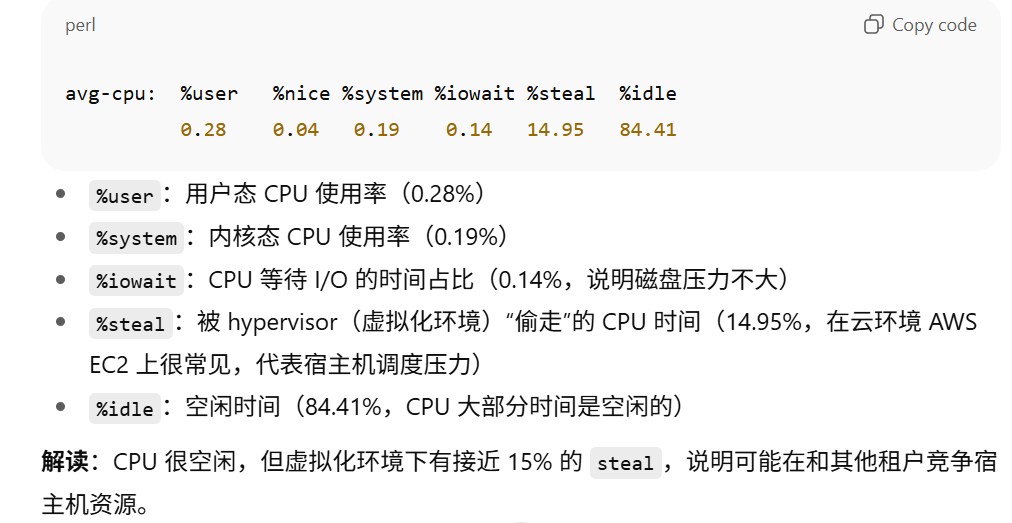 perl
Copy code
avg-cpu:  %user   %nice %system %iowait %steal  %idle
          0.28    0.04   0.19    0.14   14.95   84.41
%user：用户态 CPU 使用率（0.28%）
%system：内核态 CPU 使用率（0.19%）
%iowait：CPU 等待 I/O 的时间占比（0.14%，说明磁盘压力不大）
%steal：被 hypervisor（虚拟化环境）“偷走”的 CPU 时间（14.95%，在云环境 AWS
EC2 上很常见，代表宿主机调度压力）
%idle：空闲时间（84.41%，CPU 大部分时间是空闲的）
解读：CPU 很空闲，但虚拟化环境下有接近 15% 的 steal，说明可能在和其他租户竞争宿
主机资源。